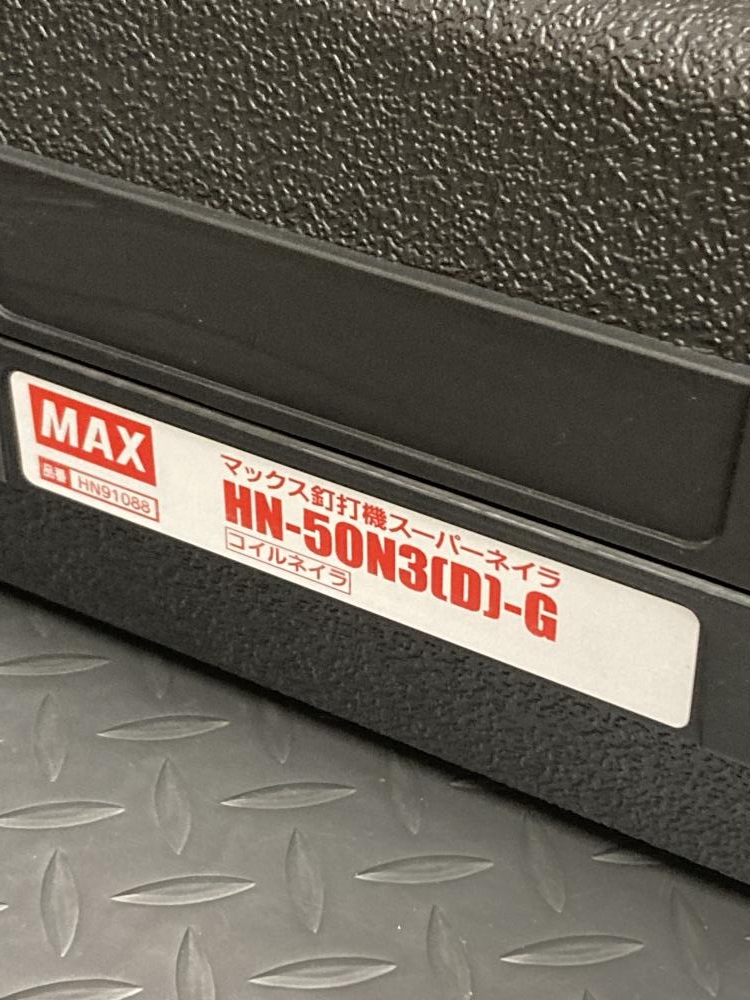 MAX
品番 HN91088
マックス釘打機スーパーネイラ
HN-50N3(D)-G
コイルネイラ